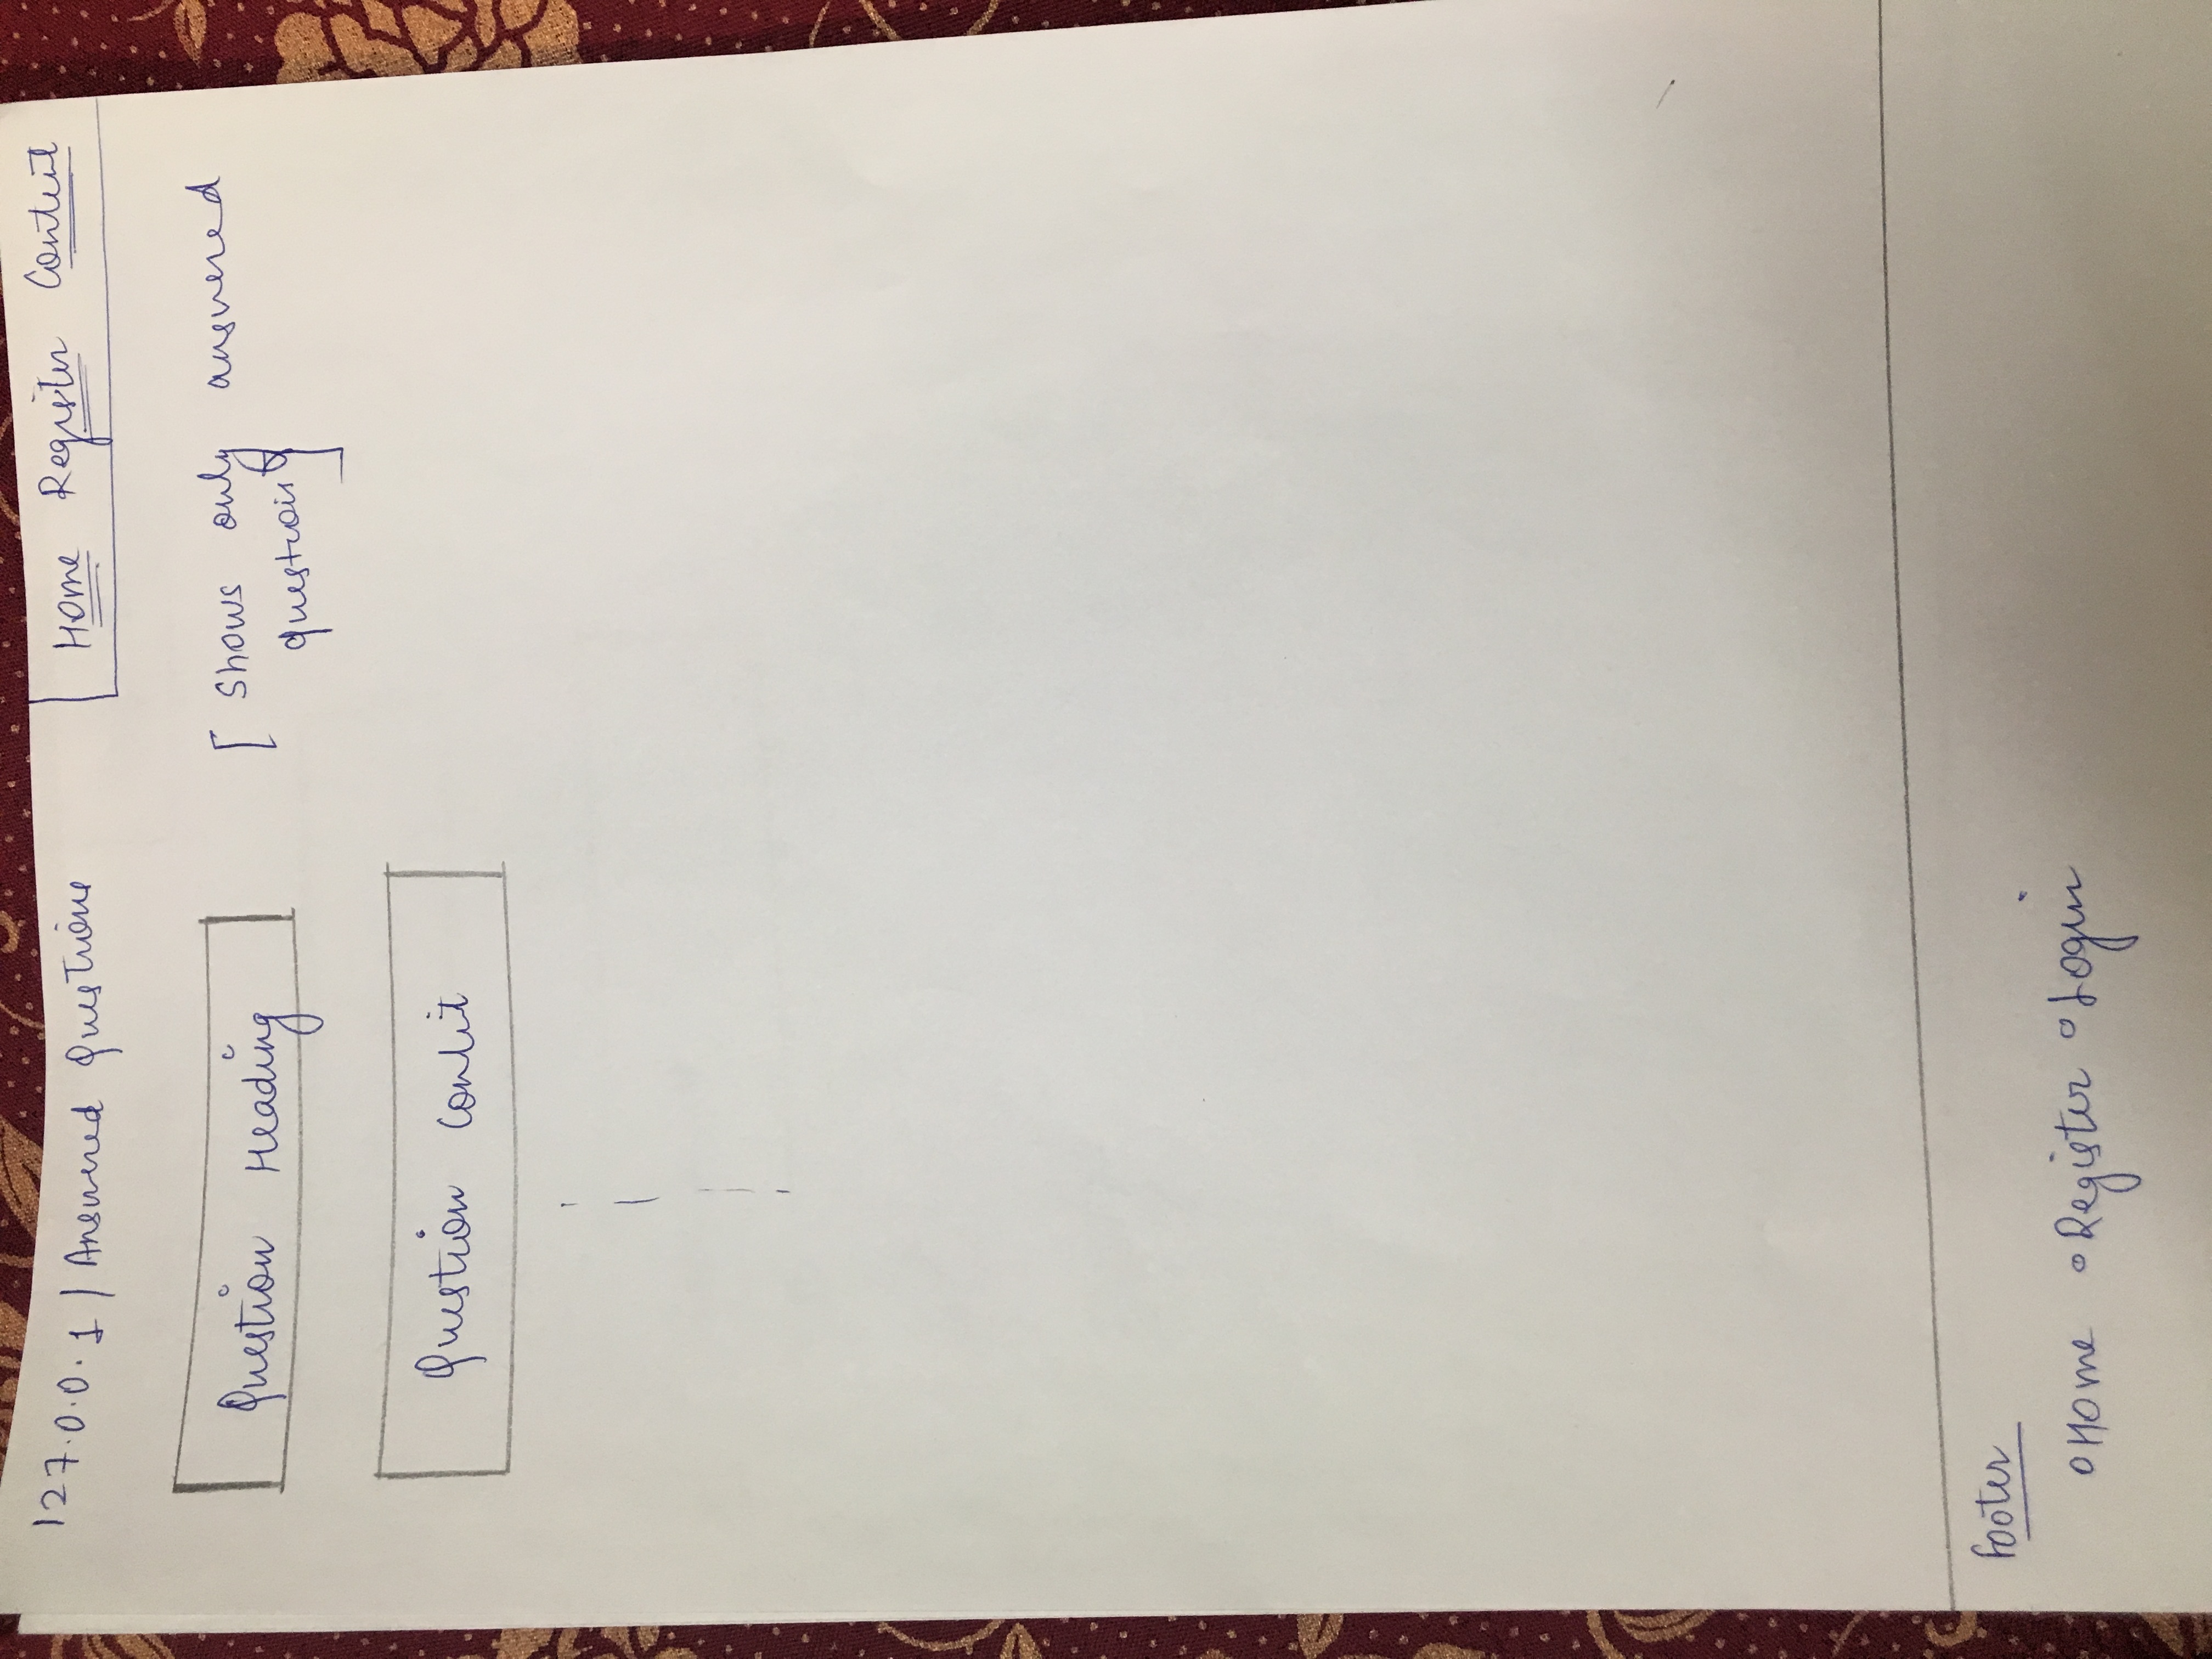 127.0.0.1 | Answered Questions
Home Register Content
Question Heading
[ Shows only answered
questions ]
Question Content
Footer
Home Register Login